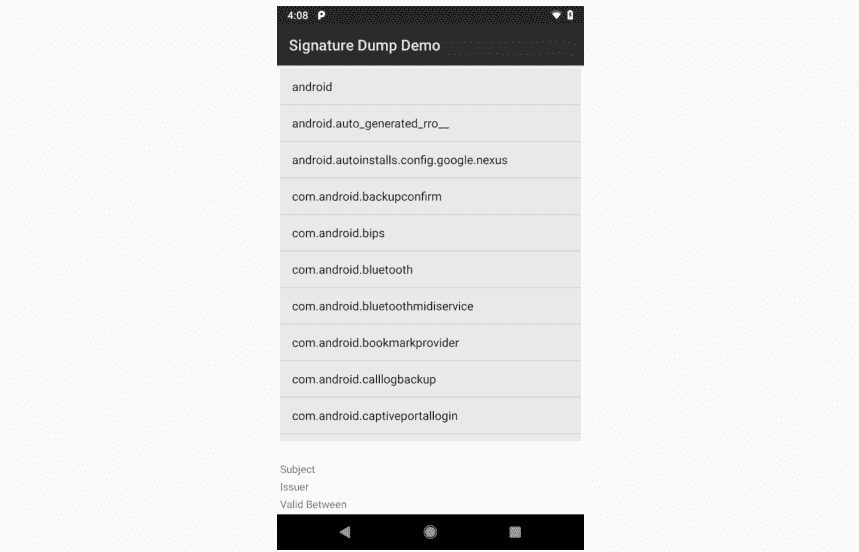 4:08
Signature Dump Demo
android
android.auto_generated_rro__
android.autoinstalls.config.google.nexus
com.android.backupconfirm
com.android.bips
com.android.bluetooth
com.android.bluetoothmidiservice
com.android.bookmarkprovider
com.android.calllogbackup
com.android.captiveportallogin
Subject
Issuer
Valid Between